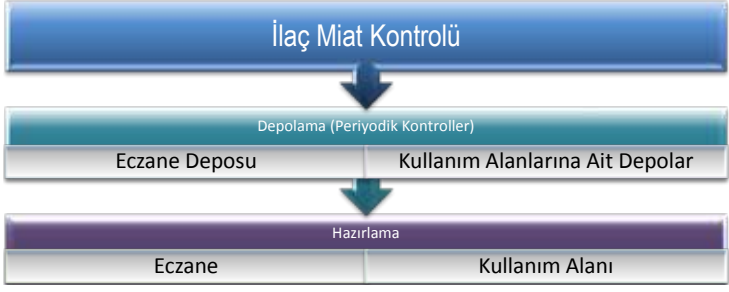 İlaç Miat Kontrolü
Depolama (Periyodik Kontroller)
Eczane Deposu
Kullanım Alanlarına Ait Depolar
Hazırlama
Eczane
Kullanım Alanı